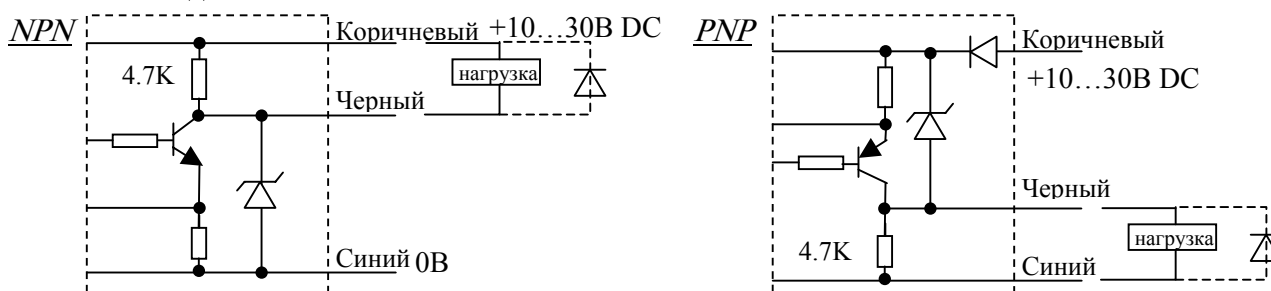 NPN
Коричневый +10...30В DC
4.7K
нагрузка
Черный
Синий 0В
PNP
Коричневый
+10...30В DC
Черный
4.7K
нагрузка
Синий